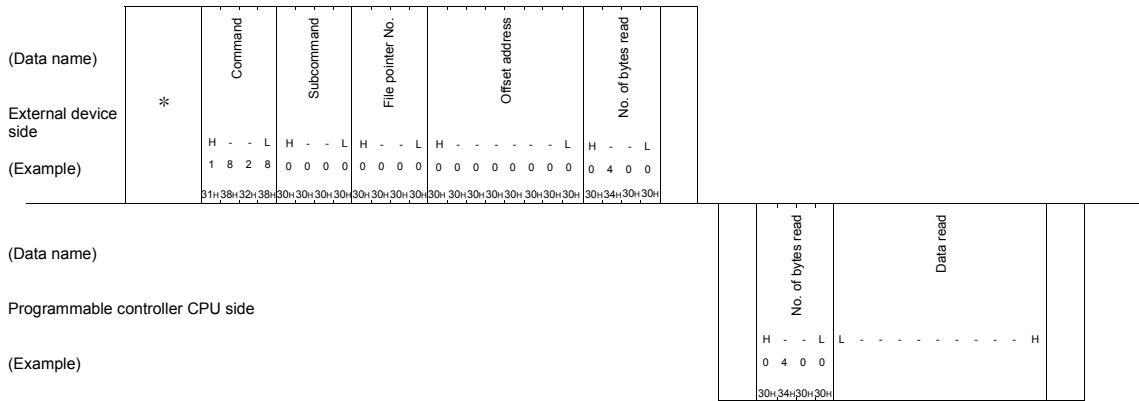 (Data name)
External device
side
(Example)
*
Command
H - - L
1 8 2 8
31H 38H 32H 38H
Subcommand
H - - L
0 0 0 0
30H 30H 30H 30H
File pointer No.
H - - L
0 0 0 0
30H 30H 30H 30H
Offset address
H - - - - - - L
0 0 0 0 0 0 0 0
30H 30H 30H 30H 30H 30H 30H 30H
No. of bytes read
H - - L
0 4 0 0
30H 34H 30H 30H
(Data name)
Programmable controller CPU side
(Example)
No. of bytes read
H - - L
0 4 0 0
30H 34H 30H 30H
Data read
L - - - - - - - - - H